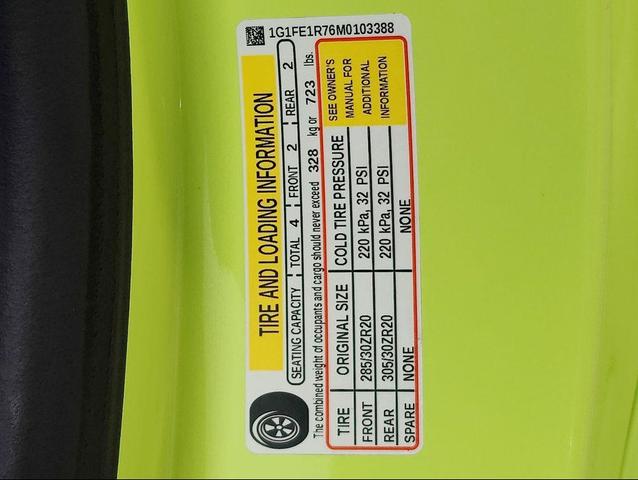 1G1FE1R76M0103388
TIRE AND LOADING INFORMATION
SEATING CAPACITY TOTAL 4 FRONT 2 REAR 2
The combined weight of occupants and cargo should never exceed 328 kg or 723 lbs.
TIRE ORIGINAL SIZE COLD TIRE PRESSURE
FRONT 285/30ZR20 220 kPa, 32 PSI
REAR 305/30ZR20 220 kPa, 32 PSI
SPARE NONE NONE
SEE OWNER'S
MANUAL FOR
ADDITIONAL
INFORMATION